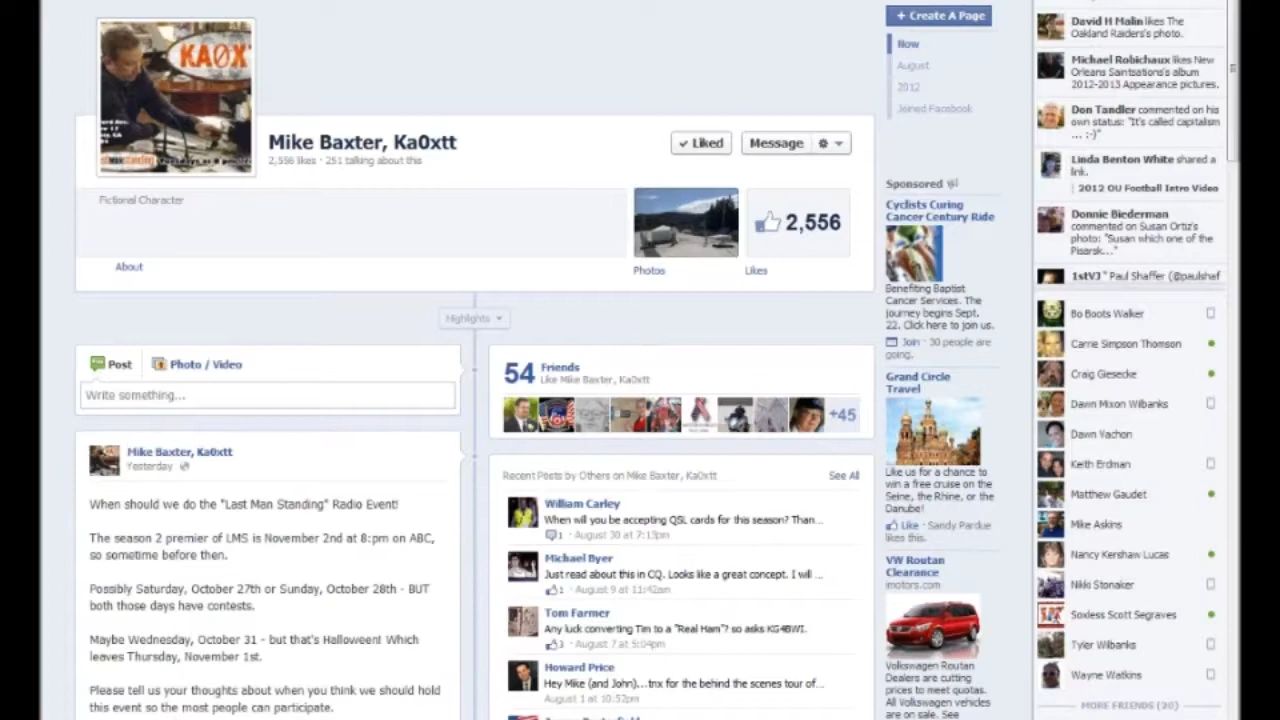 KA0X
Mike Baxter, Ka0xtt
2,556 likes · 251 talking about this
Liked
Message
Fictional Character
About
2,556
Photos
Likes
Highlights
Post
Photo / Video
Write something...
Mike Baxter, Ka0xtt
Yesterday
When should we do the "Last Man Standing" Radio Event!
The season 2 premier of LMS is November 2nd at 8:pm on ABC,
so sometime before then.
Possibly Saturday, October 27th or Sunday, October 28th - BUT
both those days have contests.
Maybe Wednesday, October 31 - but that's Halloween! Which
leaves Thursday, November 1st.
Please tell us your thoughts about when you think we should hold
this event so the most people can participate.
54 Friends
Like Mike Baxter, Ka0xtt
+45
Recent Posts by Others on Mike Baxter, Ka0xtt
See All
William Carley
When will you be accepting QSL cards for this season? Than...
1 · August 30 at 7:13pm
Michael Byer
Just read about this in CQ. Looks like a great concept. I will ...
1 · August 9 at 11:42am
Tom Farmer
Any luck converting Tim to a "Real Ham"? so asks KG4BWI.
3 · August 7 at 5:04pm
Howard Price
Hey Mike (and John)...tnx for the behind the scenes tour of...
August 1 at 10:52pm
+ Create A Page
Now
August
2012
Joined Facebook
Sponsored
Cyclists Curing
Cancer Century Ride
Benefiting Baptist
Cancer Services. The
journey begins Sept.
22. Click here to join us.
Join · 30 people are
going.
Grand Circle
Travel
Like us for a chance to
win a free cruise on the
Seine, the Rhine, or the
Danube!
Like · Sandy Pardue
likes this.
VW Routan
Clearance
imotors.com
Volkswagen Routan
Dealers are cutting
prices to meet quotas.
All Volkswagen vehicles
are on sale. See
David H Malin likes The
Oakland Raiders's photo.
Michael Robichaux likes New
Orleans Saintsations's album
2012-2013 Appearance pictures.
Don Tandler commented on his
own status: "It's called capitalism
... :-)"
Linda Benton White shared a
link.
2012 OU Football Intro Video
Donnie Biederman
commented on Susan Ortiz's
photo: "Susan which one of the
Pisarsk..."
1stVJ " Paul Shaffer (@paulshaf
Bo Boots Walker
Carrie Simpson Thomson
Craig Giesecke
Dawn Mixon Wilbanks
Dawn Vachon
Keith Erdman
Matthew Gaudet
Mike Askins
Nancy Kershaw Lucas
Nikki Stonaker
Soxless Scott Segraves
Tyler Wilbanks
Wayne Watkins
MORE FRIENDS (20)